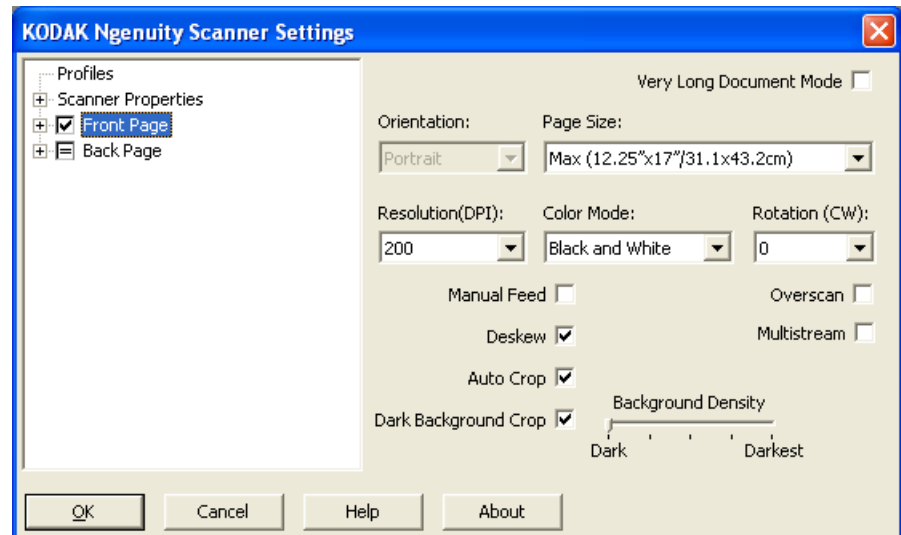 KODAK Ngenuity Scanner Settings
Profiles
Scanner Properties
Front Page
Back Page
Very Long Document Mode
Orientation: Page Size:
Portrait Max (12.25"x17"/31.1x43.2cm)
Resolution(DPI): Color Mode: Rotation (CW):
200 Black and White 0
Manual Feed Overscan
Deskew Multistream
Auto Crop
Dark Background Crop Background Density
Dark Darkest
OK Cancel Help About